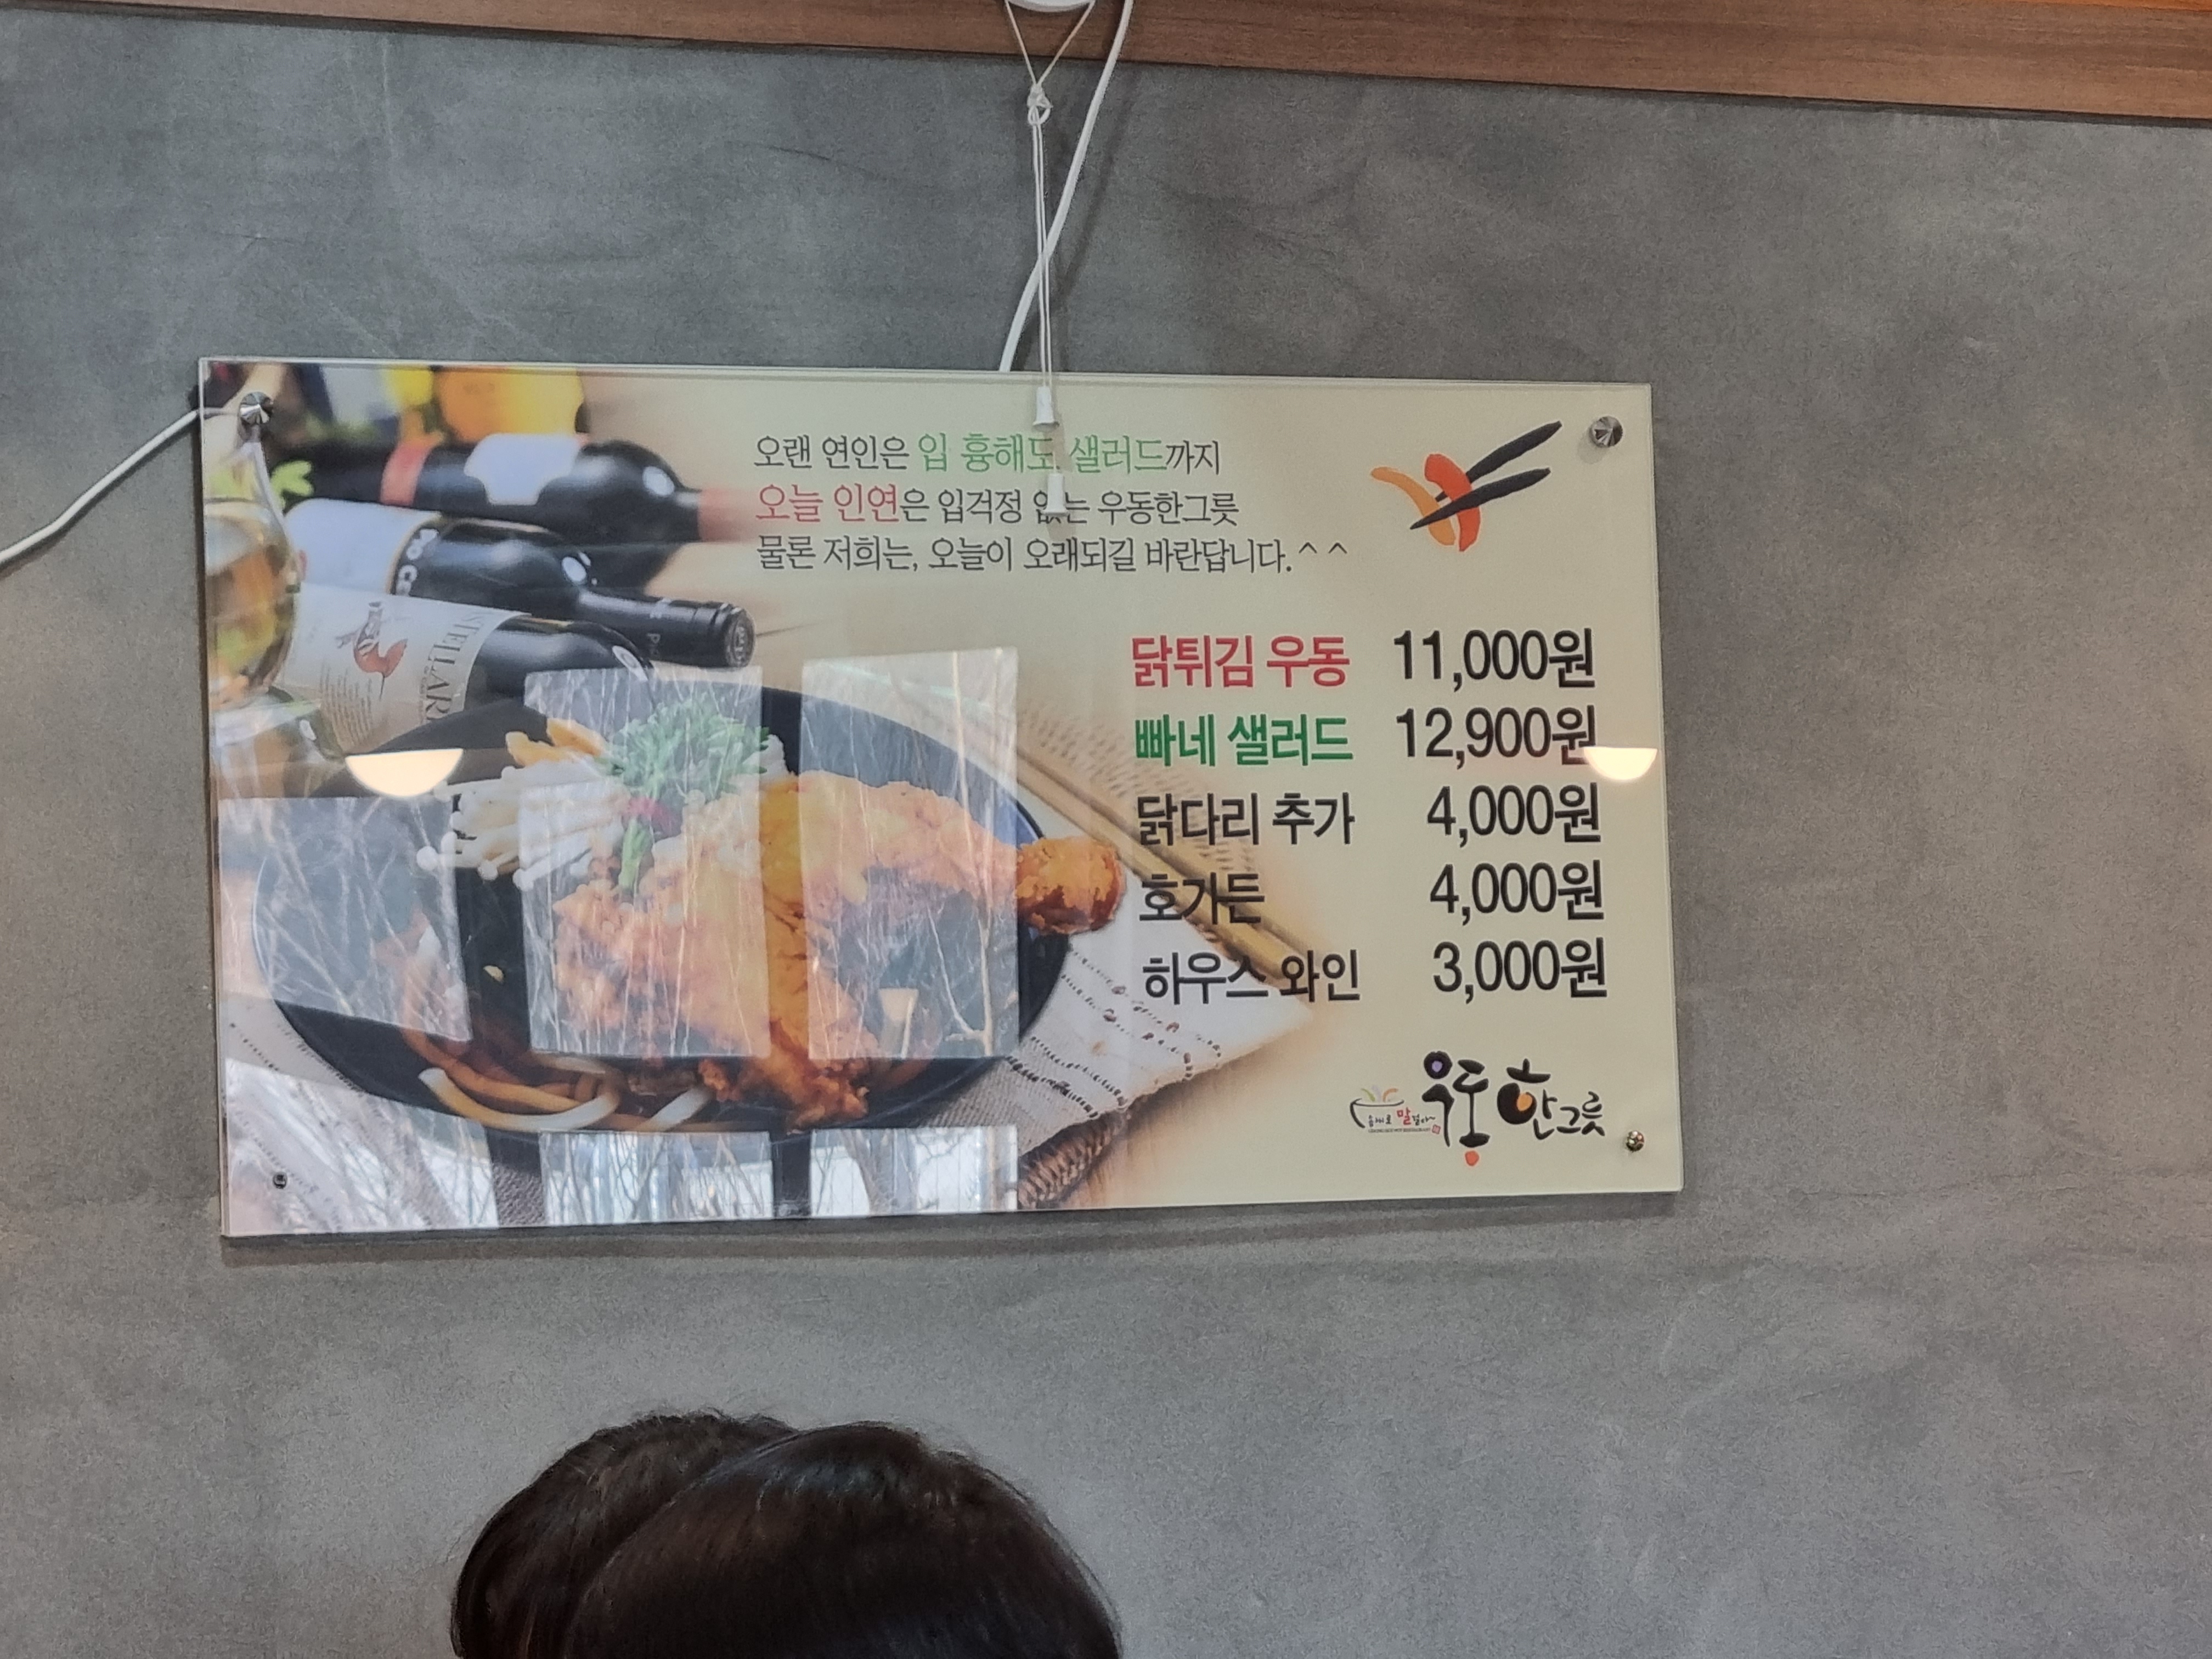 오랜 연인은 입 흉해도 샐러드까지
오늘 인연은 입걱정 없는 우동한그릇
물론 저희는, 오늘이 오래되길 바란답니다.^^
닭튀김 우동 11,000원
빠네 샐러드 12,900원
닭다리 추가 4,000원
호가든 4,000원
하우스 와인 3,000원
우동 한그릇